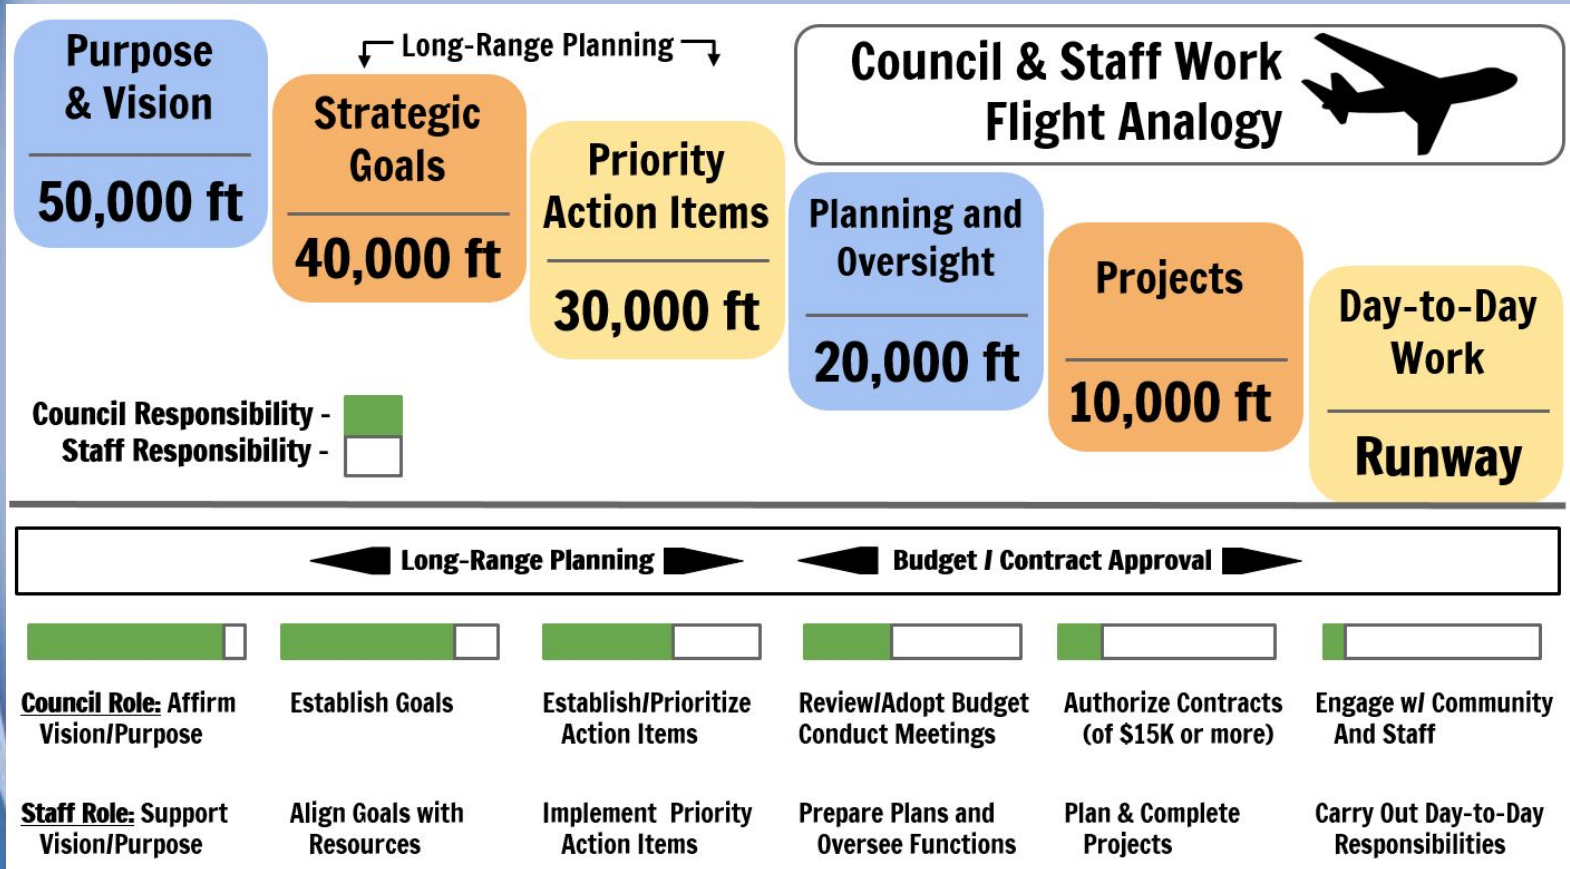 Purpose
& Vision
50,000 ft
Long-Range Planning
Strategic
Goals
40,000 ft
Priority
Action Items
30,000 ft
Council & Staff Work
Flight Analogy
Planning and
Oversight
20,000 ft
Projects
10,000 ft
Day-to-Day
Work
Runway
Council Responsibility -
Staff Responsibility -
Long-Range Planning
Budget / Contract Approval
Council Role: Affirm
Vision/Purpose
Establish Goals
Establish/Prioritize
Action Items
Review/Adopt Budget
Conduct Meetings
Authorize Contracts
(of $15K or more)
Engage w/ Community
And Staff
Staff Role: Support
Vision/Purpose
Align Goals with
Resources
Implement Priority
Action Items
Prepare Plans and
Oversee Functions
Plan & Complete
Projects
Carry Out Day-to-Day
Responsibilities